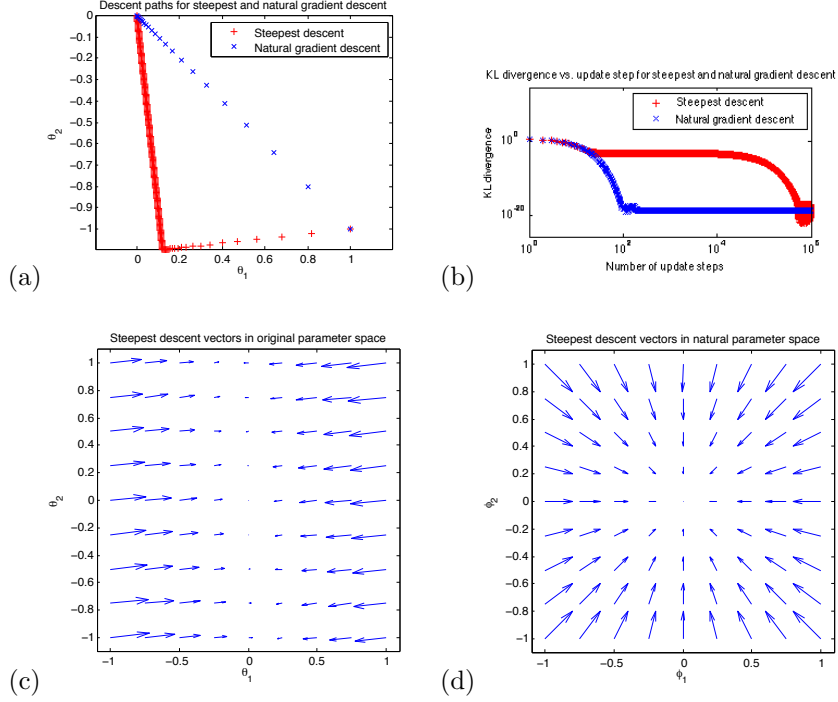 Descent paths for steepest and natural gradient descent
Steepest descent
Natural gradient descent
0
−0.1
−0.2
−0.3
−0.4
−0.5
−0.6
−0.7
−0.8
−0.9
−1
θ2
0 0.2 0.4 0.6 0.8 1
θ1
(a)
KL divergence vs. update step for steepest and natural gradient descent
Steepest descent
Natural gradient descent
10^0
10^-20
KL divergence
10^0 10^2 10^4 10^6
Number of update steps
(b)
Steepest descent vectors in original parameter space
1
0.8
0.6
0.4
0.2
0
−0.2
−0.4
−0.6
−0.8
−1
θ2
−1 −0.5 0 0.5 1
θ1
(c)
Steepest descent vectors in natural parameter space
1
0.8
0.6
0.4
0.2
0
−0.2
−0.4
−0.6
−0.8
−1
ϕ2
−1 −0.5 0 0.5 1
ϕ1
(d)